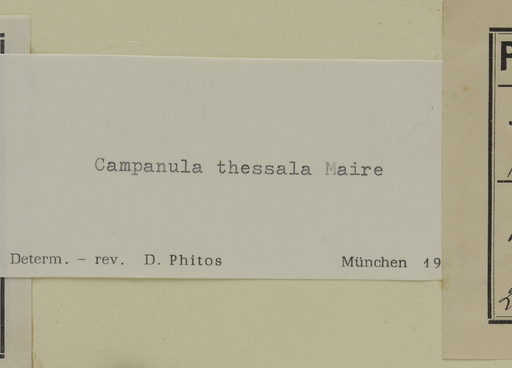 Campanula thessala Maire
Determ. – rev. D. Phitos München 19
P